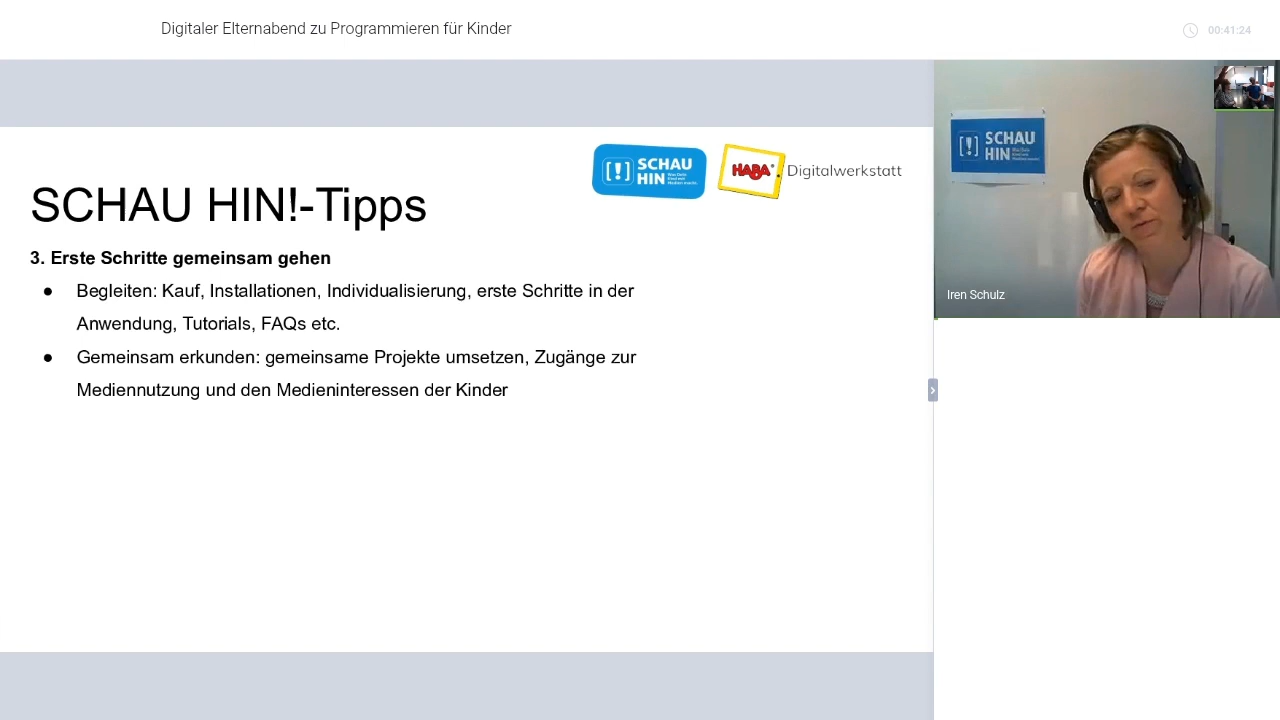 Digitaler Elternabend zu Programmieren für Kinder
00:41:24
SCHAU
HIN
HABA
Digitalwerkstatt
SCHAU HIN!-Tipps
3. Erste Schritte gemeinsam gehen
● Begleiten: Kauf, Installationen, Individualisierung, erste Schritte in der
Anwendung, Tutorials, FAQs etc.
● Gemeinsam erkunden: gemeinsame Projekte umsetzen, Zugänge zur
Mediennutzung und den Medieninteressen der Kinder
[!] SCHAU
HIN
Iren Schulz